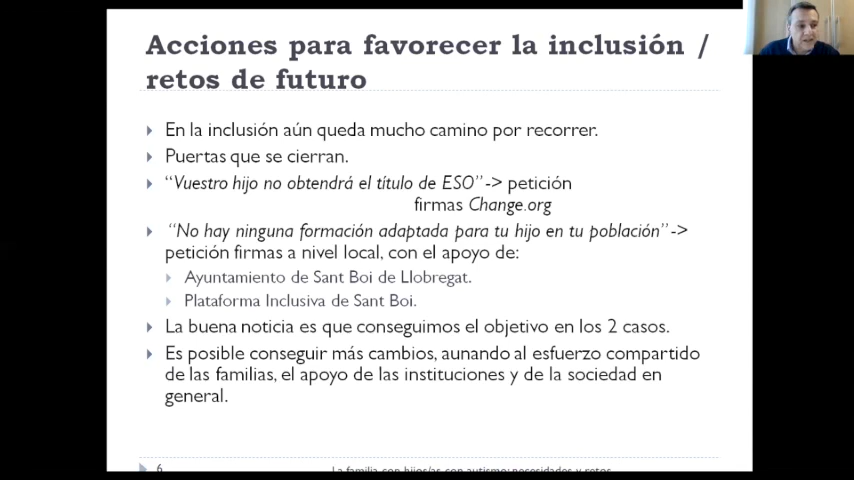 Acciones para favorecer la inclusión /
retos de futuro
En la inclusión aún queda mucho camino por recorrer.
Puertas que se cierran.
“Vuestro hijo no obtendrá el título de ESO”-> petición
firmas Change.org
“No hay ninguna formación adaptada para tu hijo en tu población”->
petición firmas a nivel local, con el apoyo de:
Ayuntamiento de Sant Boi de Llobregat.
Plataforma Inclusiva de Sant Boi.
La buena noticia es que conseguimos el objetivo en los 2 casos.
Es posible conseguir más cambios, aunando al esfuerzo compartido
de las familias, el apoyo de las instituciones y de la sociedad en
general.
6 La familia con hijos/as con autismo: necesidades y retos